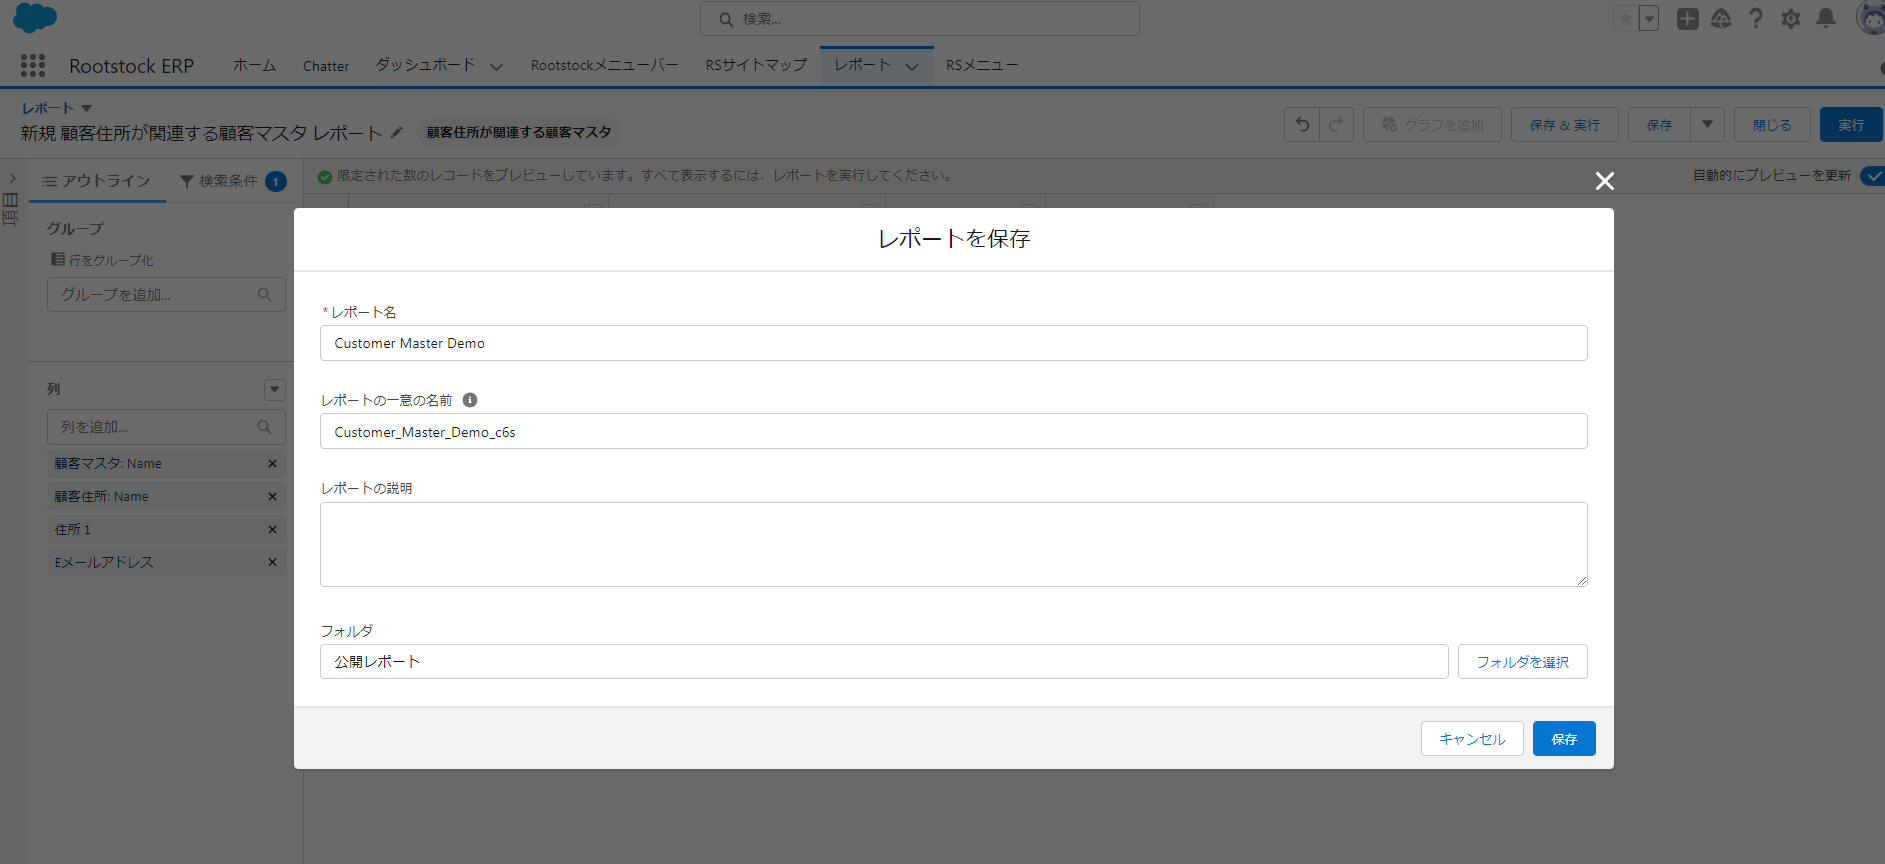 検索...
Rootstock ERP
ホーム
Chatter
ダッシュボード
Rootstockメニューバー
RSサイトマップ
レポート
RSメニュー
レポート
新規 顧客住所が関連する顧客マスタ レポート
顧客住所が関連する顧客マスタ
グラフを追加
保存 & 実行
保存
閉じる
実行
項目
アウトライン
検索条件
1
限定された数のレコードをプレビューしています。すべて表示するには、レポートを実行してください。
自動的にプレビューを更新
グループ
行をグループ化
グループを追加...
列
列を追加...
顧客マスタ: Name
顧客住所: Name
住所 1
Eメールアドレス
レポートを保存
*レポート名
Customer Master Demo
レポートの一意の名前
Customer_Master_Demo_c6s
レポートの説明
フォルダ
公開レポート
フォルダを選択
キャンセル
保存